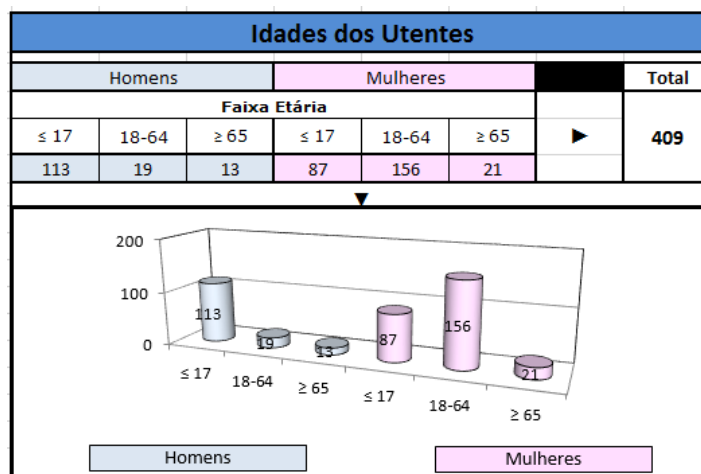 Idades dos Utentes
Homens Mulheres Total
Faixa Etária
≤ 17 18-64 ≥ 65 ≤ 17 18-64 ≥ 65 ► 409
113 19 13 87 156 21
▼
200
100
0
113 19 13 87 156 21
≤ 17 18-64 ≥ 65 ≤ 17 18-64 ≥ 65
Homens Mulheres